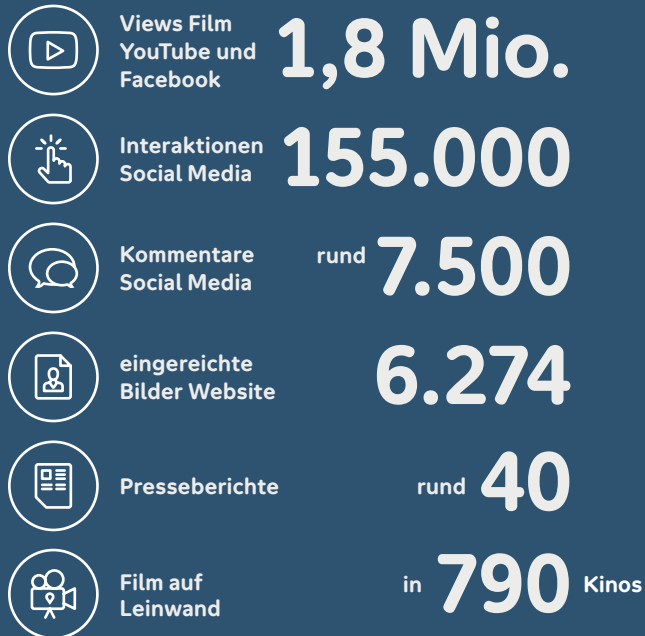 Views Film
YouTube und
Facebook
1,8 Mio.
Interaktionen
Social Media
155.000
Kommentare
Social Media
rund 7.500
eingereichte
Bilder Website
6.274
Presseberichte
rund 40
Film auf
Leinwand
in 790 Kinos